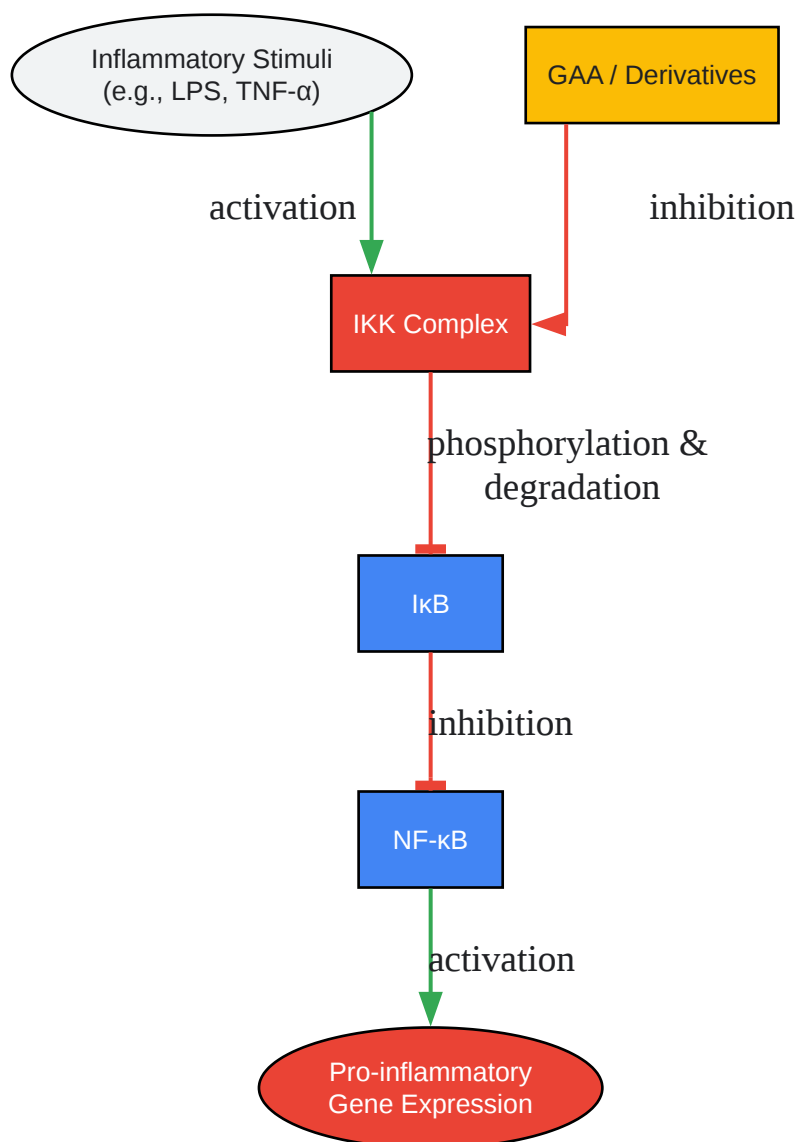 Inflammatory Stimuli
(e.g., LPS, TNF-α)
GAA / Derivatives
activation
inhibition
IKK Complex
phosphorylation &
degradation
IκB
inhibition
NF-κB
activation
Pro-inflammatory
Gene Expression